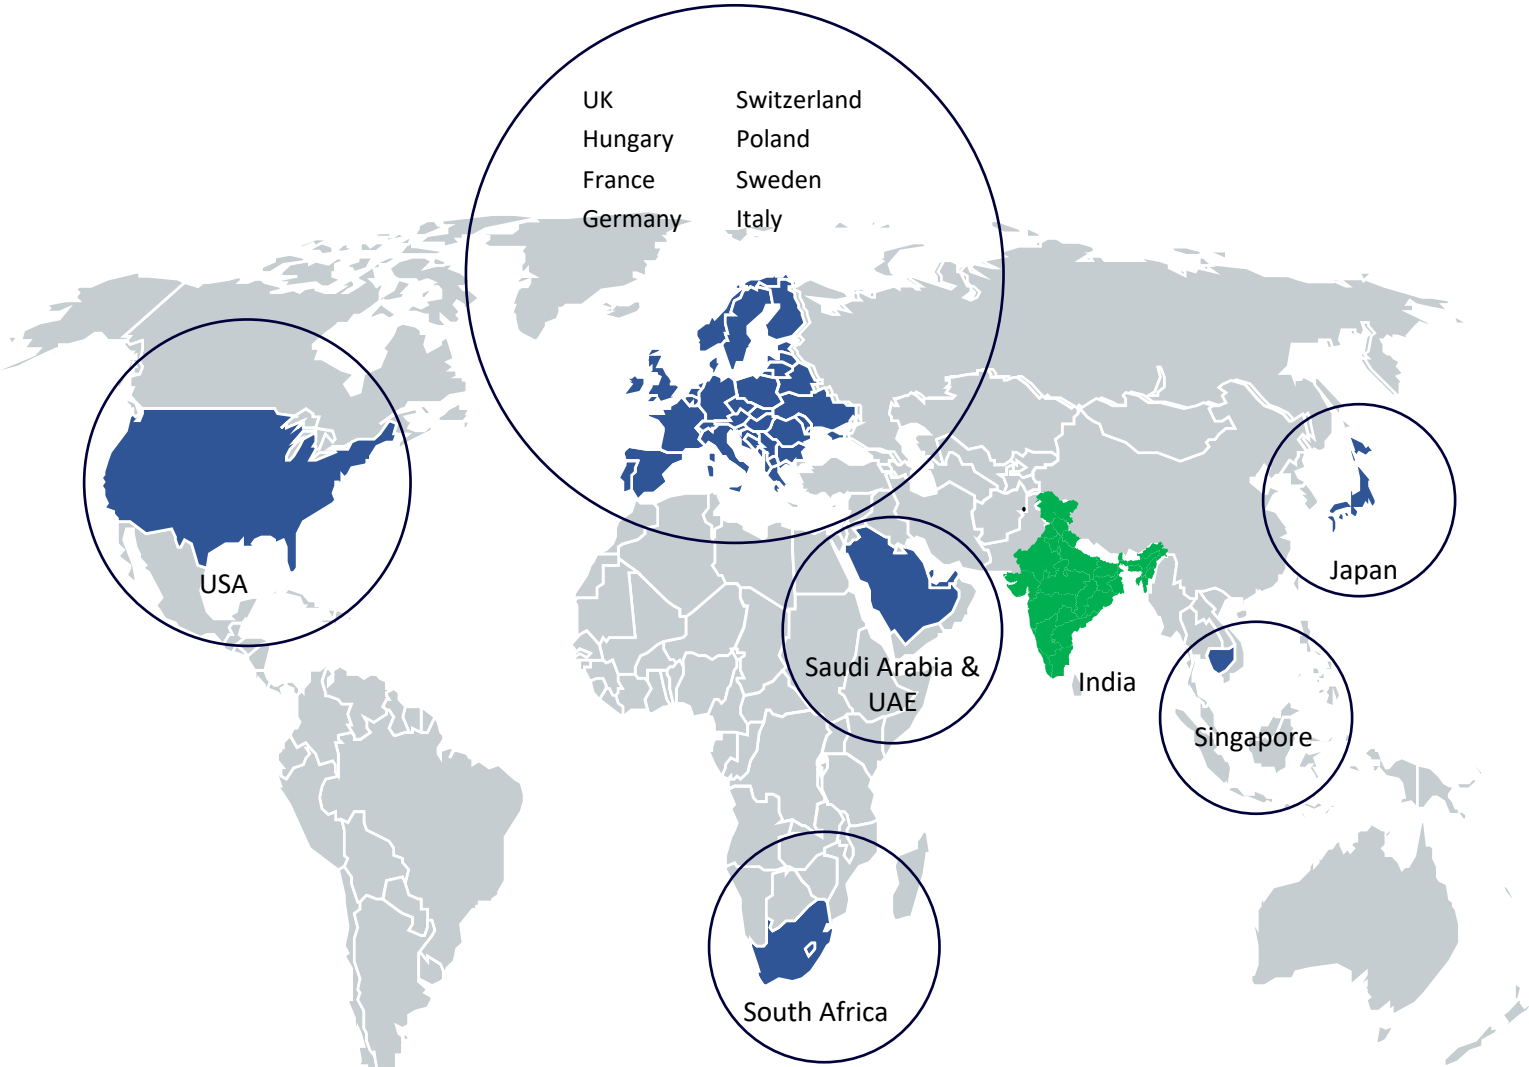 UK Switzerland
Hungary Poland
France Sweden
Germany Italy
USA
Japan
Saudi Arabia &
UAE
India
Singapore
South Africa